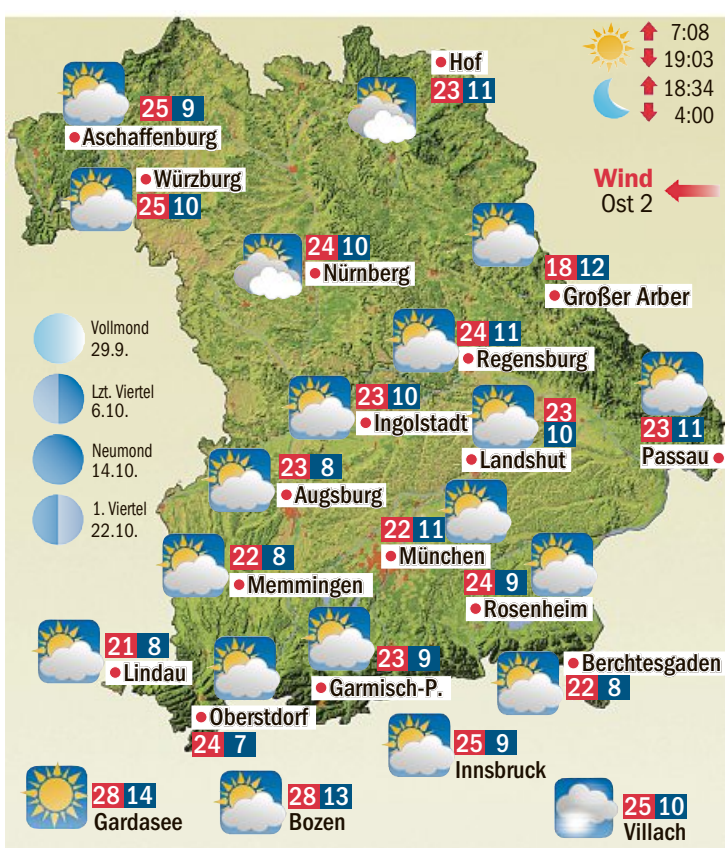 7:08
19:03
18:34
4:00
Hof
23 11
25 9
Aschaffenburg
Würzburg
25 10
Wind
Ost 2
24 10
Nürnberg
18 12
Großer Arber
Vollmond
29.9.
Lzt. Viertel
6.10.
Neumond
14.10.
1. Viertel
22.10.
24 11
Regensburg
23 10
Ingolstadt
23
10
Landshut
23 11
Passau
23 8
Augsburg
22 11
München
22 8
Memmingen
24 9
Rosenheim
21 8
Lindau
23 9
Garmisch-P.
Berchtesgaden
22 8
Oberstdorf
24 7
25 9
Innsbruck
28 14
Gardasee
28 13
Bozen
25 10
Villach